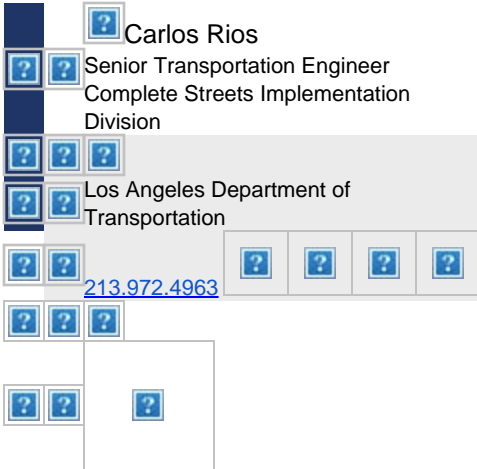 Carlos Rios
Senior Transportation Engineer
Complete Streets Implementation
Division
Los Angeles Department of
Transportation
213.972.4963